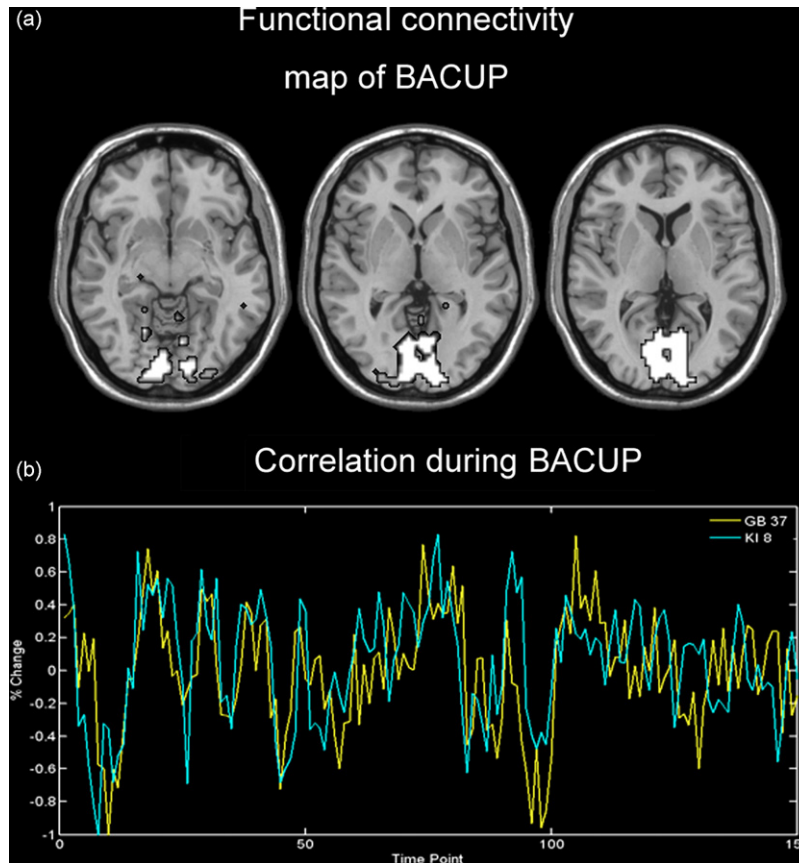 (a)
Functional connectivity
map of BACUP
(b)
Correlation during BACUP
1
0.8
0.6
0.4
0.2
0
-0.2
-0.4
-0.6
-0.8
-1
% Change
GB 37
KI 8
0
50
100
15
Time Point